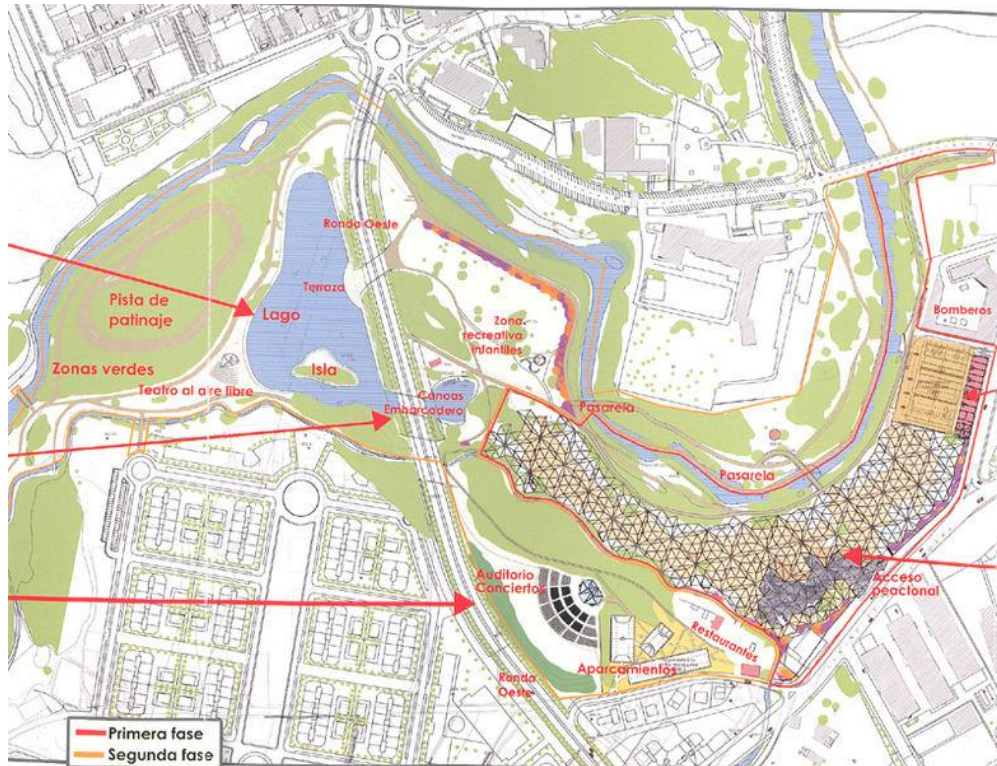 Ronda Oeste
Terraza
Pista de
patinaje
Lago
Zona
recreativa
infantiles
Bomberos
Isla
Zonas verdes
Teatro al aire libre
Canoas
Embarcadero
Pasarela
Pasarela
Auditorio
Conciertos
Acceso
peactonal
Restaurantes
Aparcamientos
Ronda
Oeste
Primera fase
Segunda fase